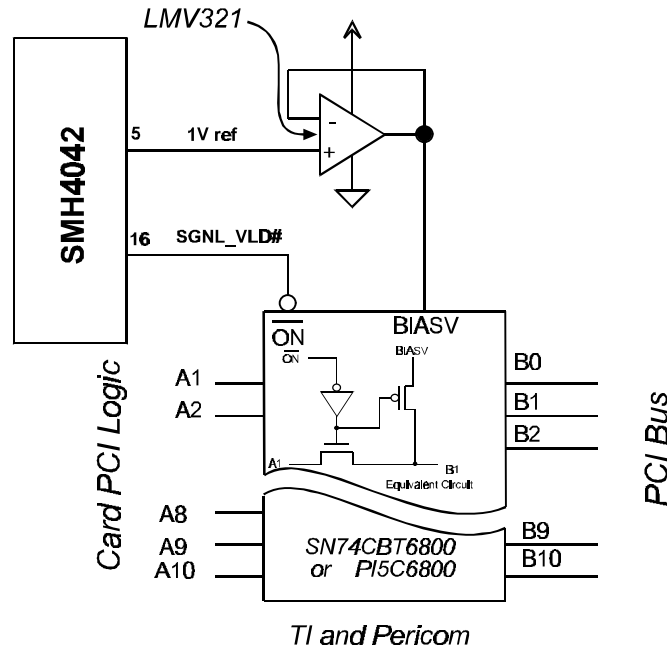 LMV321
SMH4042
5
1V ref
-
+
16
SGNL_VLD#
ON
BIASV
ON
BIASV
A1
A2
B0
B1
B2
A1
B1
Equivalent Circuit
Card PCI Logic
PCI Bus
A8
A9
A10
B9
B10
SN74CBT6800
or PI5C6800
TI and Pericom